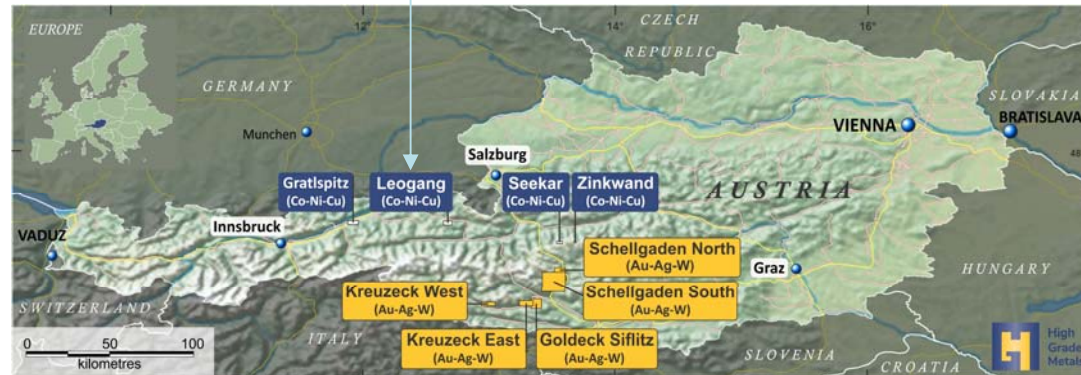 EUROPE
12
14
16
CZECH
REPUBLIC
GERMANY
SLOVAKIA
Munchen
VIENNA
BRATISLAVA
48
Salzburg
Gratlspitz
(Co-Ni-Cu)
Leogang
(Co-Ni-Cu)
Seekar
(Co-Ni-Cu)
Zinkwand
(Co-Ni-Cu)
AUSTRIA
Innsbruck
VADUZ
Schellgaden North
(Au-Ag-W)
Graz
HUNGARY
Kreuzeck West
(Au-Ag-W)
Schellgaden South
(Au-Ag-W)
SWITZERLAND
ITALY
Kreuzeck East
(Au-Ag-W)
Goldeck Siflitz
(Au-Ag-W)
0 50 100
kilometres
SLOVENIA
CROATIA
High
Grade
Metals